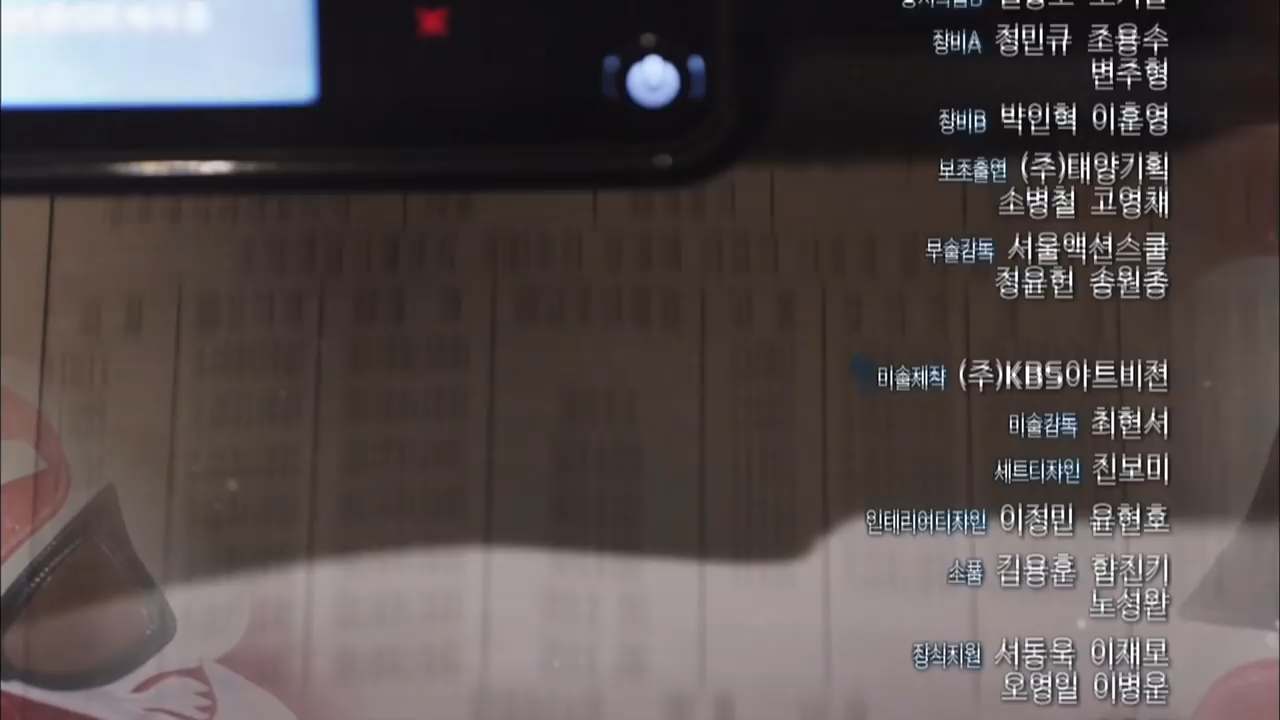 장비A 정민규 조용수
변주형
장비B 박인혁 이훈영
보조출연 (주)태양기획
소병철 고영채
무술감독 서울액션스쿨
정윤헌 송원종
미술제작 (주)KBS아트비전
미술감독 최현서
세트디자인 진보미
인테리어디자인 이정민 윤현호
소품 김용훈 함진기
노성완
장식지원 서동욱 이재모
오영일 이병운